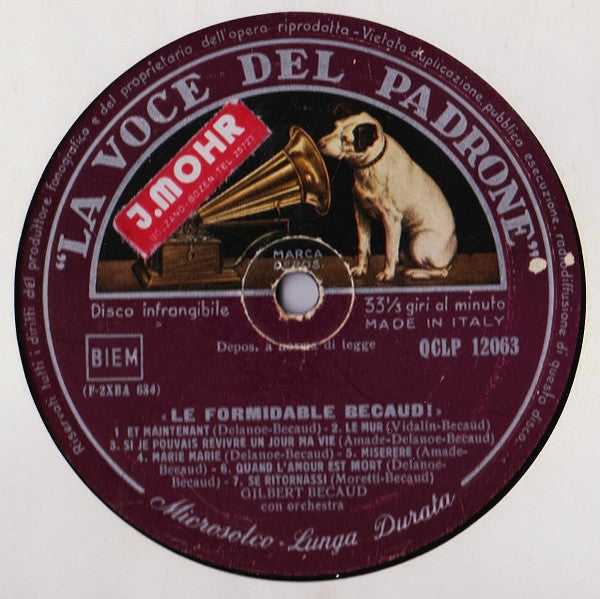 Riservati tutti i diritti del produttore fonografico e del proprietario dell'opera riprodotta - Vietata duplicazione, pubblica esecuzione, radiodiffusione di questo disco.
"LA VOCE DEL PADRONE"
J.MOHR
BOLZANO-BOZEN TEL.
MARCA
DEPOS.
Disco infrangibile
33⅓ giri al minuto
MADE IN ITALY
Depos. a norma di legge
QCLP 12063
BIEM
(F-2XBA 684)
«LE FORMIDABLE BECAUD!»
1 ET MAINTENANT (Delanoe-Becaud) - 2. LE MUR (Vidalin-Becaud)
3. SI JE POUVAIS REVIVRE UN JOUR MA VIE (Amade-Delanoe-Becaud)
4. MARIE MARIE (Delanoe-Becaud) - 5. MISERERE (Amade-
Becaud) - 6. QUAND L'AMOUR EST MORT (Delanoe-
Becaud) - 7. SE RITORNASSI (Moretti-Becaud)
GILBERT BECAUD
con orchestra
Microsolco - Lunga Durata